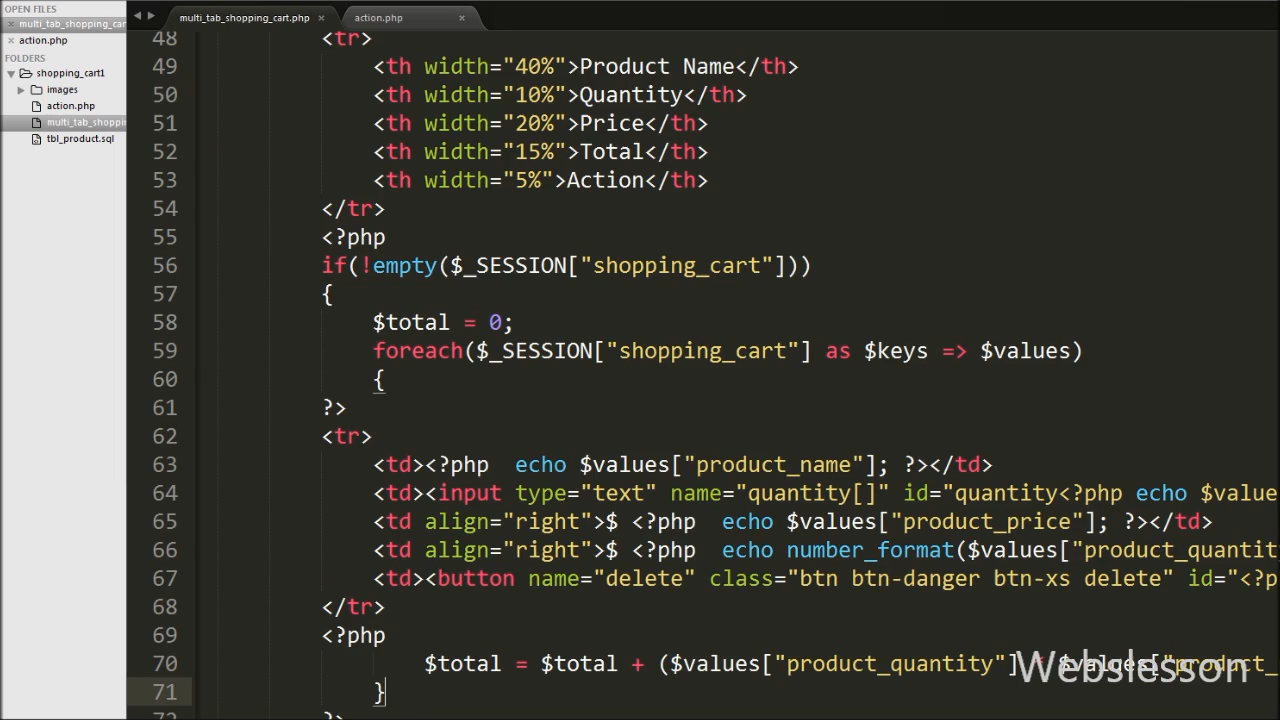 OPEN FILES
multi_tab_shopping_car
action.php
FOLDERS
shopping_cart1
images
action.php
multi_tab_shoppi
tbl_product.sql
multi_tab_shopping_cart.php
action.php
48 <tr>
49 <th width="40%">Product Name</th>
50 <th width="10%">Quantity</th>
51 <th width="20%">Price</th>
52 <th width="15%">Total</th>
53 <th width="5%">Action</th>
54 </tr>
55 <?php
56 if(!empty($_SESSION["shopping_cart"]))
57 {
58 $total = 0;
59 foreach($_SESSION["shopping_cart"] as $keys => $values)
60 {
61 ?>
62 <tr>
63 <td><?php echo $values["product_name"]; ?></td>
64 <td><input type="text" name="quantity[]" id="quantity<?php echo $value
65 <td align="right">$ <?php echo $values["product_price"]; ?></td>
66 <td align="right">$ <?php echo number_format($values["product_quantit
67 <td><button name="delete" class="btn btn-danger btn-xs delete" id="<?p
68 </tr>
69 <?php
70 $total = $total + ($values["product_quantity"] * $values["product_
71 }
72 ?>
Webslesson